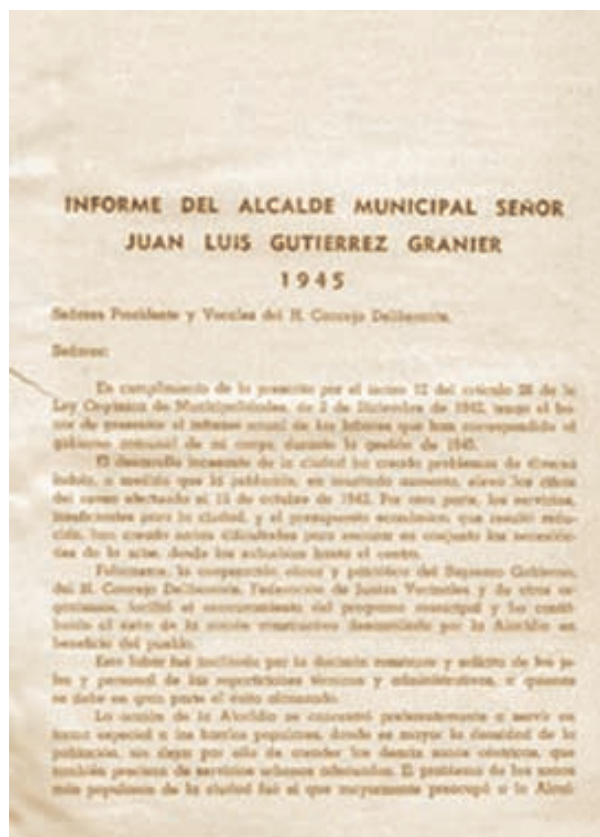 INFORME DEL ALCALDE MUNICIPAL SEÑOR
JUAN LUIS GUTIERREZ GRANIER
1945
Señores Presidente y Vocales del H. Concejo Deliberante.
Señores:
En cumplimiento de lo prescrito por el inciso 12 del artículo 28 de la
Ley Orgánica de Municipalidades, de 2 de Diciembre de 1942, tengo el ho-
nor de presentar el informe anual de las labores que han correspondido al
gobierno comunal de mi cargo durante la gestión de 1945.
El desarrollo incesante de la ciudad ha creado problemas de diversa
índole, a medida que la población, en inusitado aumento, elevó las cifras
del censo efectuado el 15 de octubre de 1942. Por otra parte, los servicios,
insuficientes para la ciudad, y el presupuesto económico, que resultó redu-
cido, han creado serias dificultades para encarar en conjunto las necesida-
des de la urbe, desde los suburbios hasta el centro.
Felizmente, la cooperación eficaz y patriótica del Supremo Gobierno,
del H. Concejo Deliberante, Federación de Juntas Vecinales y de otros or-
ganismos, facilitó el del programa municipal y ha contri-
buido al éxito de la acción constructiva desarrollada por la Alcaldía en
beneficio del pueblo.
Esta labor fué facilitada por la decisión constante y solícita de los je-
fes y personal de las reparticiones técnicas y administrativas, a quienes
se debe en gran parte el éxito alcanzado.
La acción de la Alcaldía se concentró preferentemente a servir en
forma especial a los barrios populares, donde es mayor la densidad de la
población, sin dejar por ello de atender las demás zonas céntricas, que
también precisan de servicios urbanos adecuados. El problema de las zonas
más populosas de la ciudad fué el que mayormente preocupó a la Alcal-